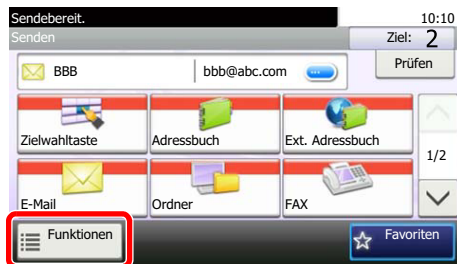 Sendebereit. 10:10
Senden Ziel: 2
BBB bbb@abc.com Prüfen
Zielwahltaste Adressbuch Ext. Adressbuch
1/2
E-Mail Ordner FAX
Funktionen Favoriten